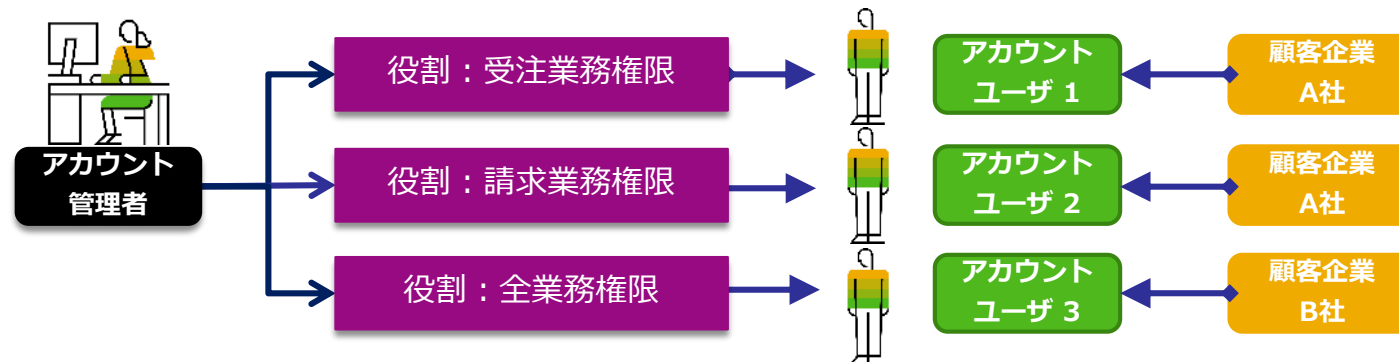 役割：受注業務権限
アカウント
ユーザ 1
顧客企業
A社
アカウント
管理者
役割：請求業務権限
アカウント
ユーザ 2
顧客企業
A社
役割：全業務権限
アカウント
ユーザ 3
顧客企業
B社